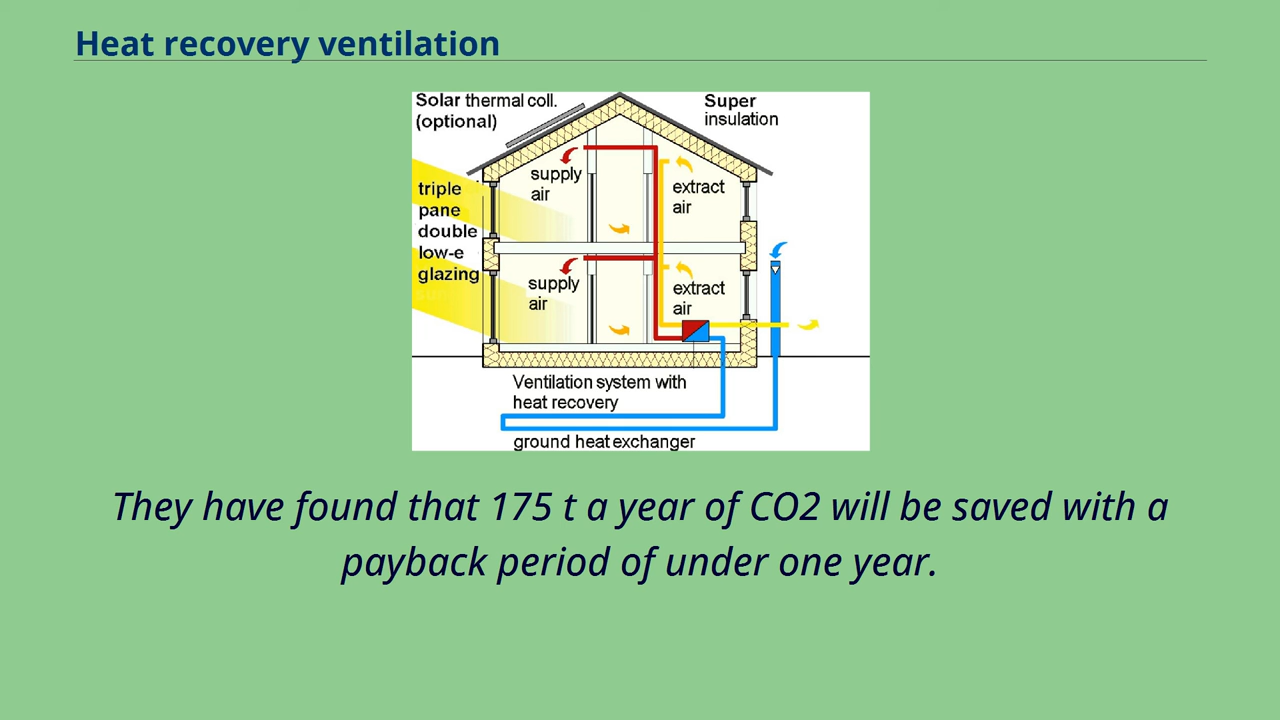 Heat recovery ventilation
Solar thermal coll.
(optional)
Super
insulation
triple
pane
double
low-e
glazing
supply
air
extract
air
supply
air
extract
air
Ventilation system with
heat recovery
ground heat exchanger
They have found that 175 t a year of CO2 will be saved with a
payback period of under one year.